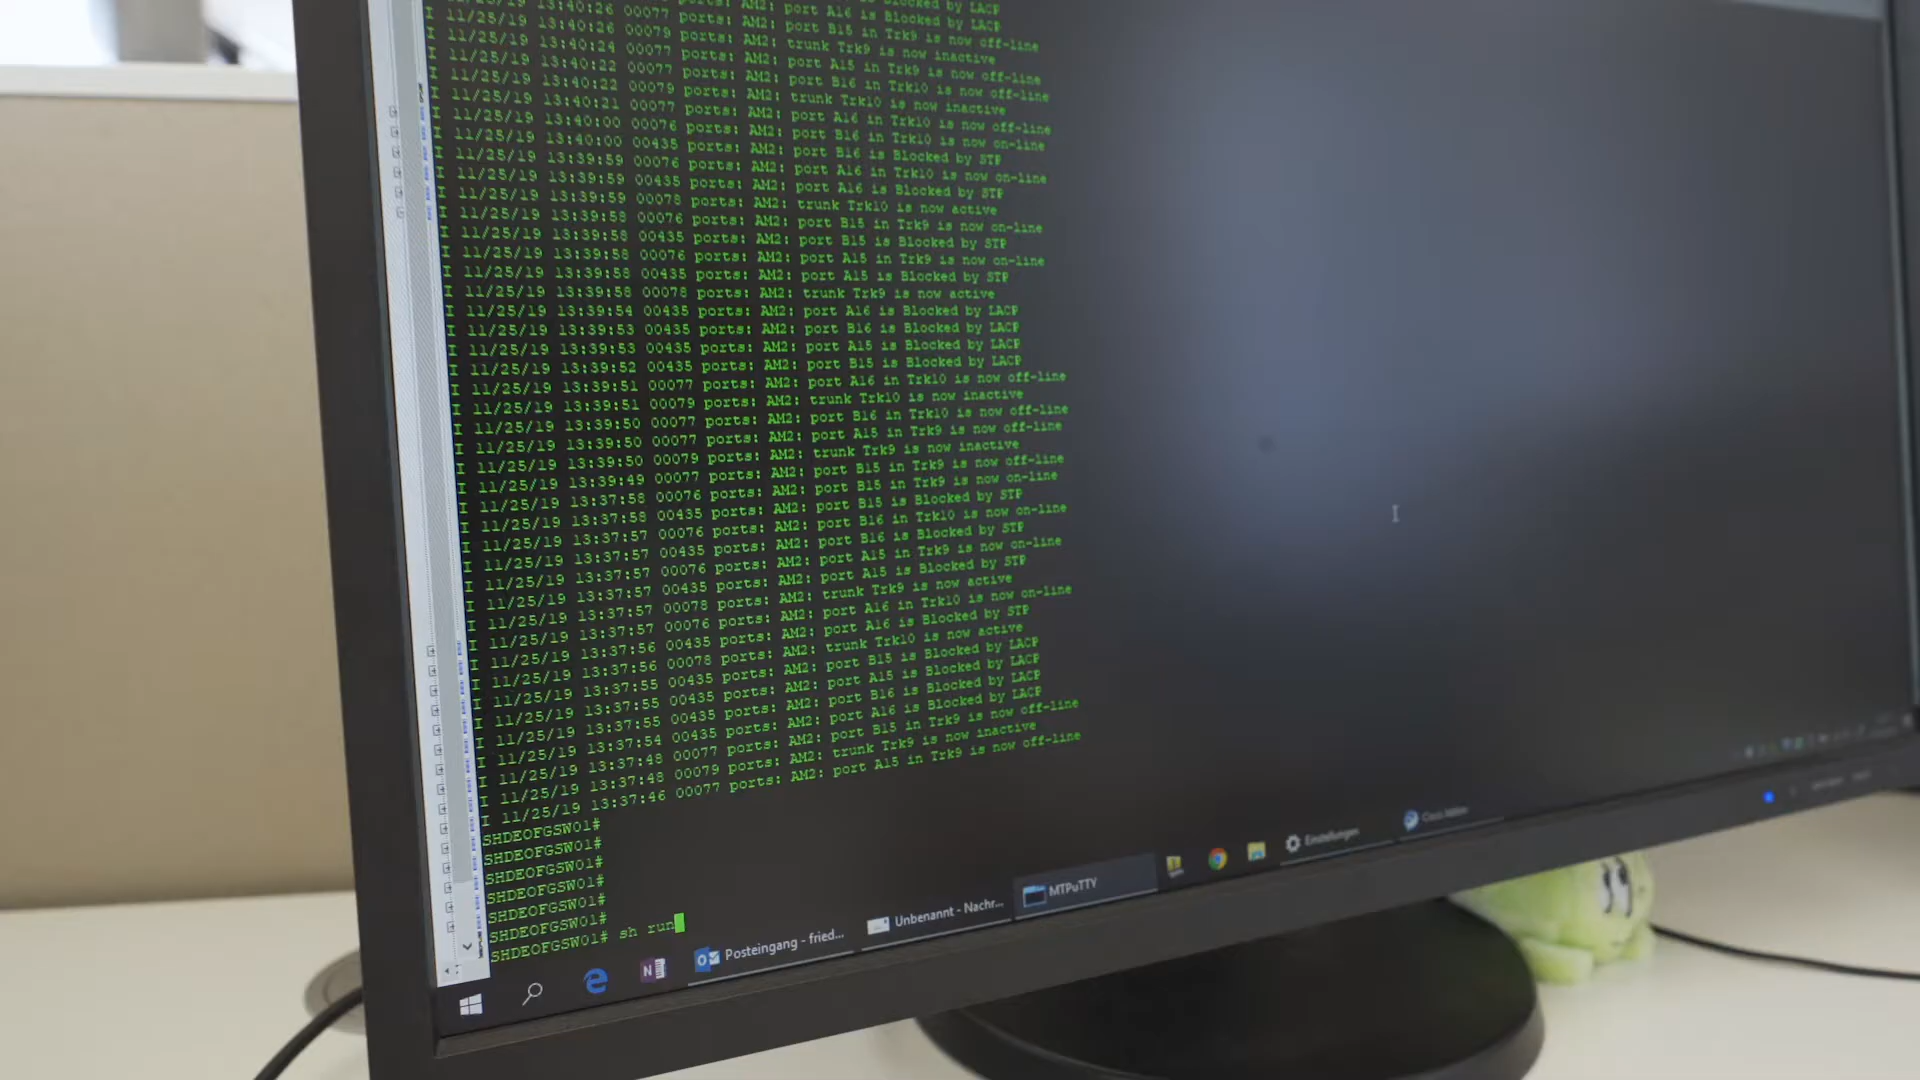 11/25/19 13:40:26 00077 ports: AM2: port A16 is Blocked by LACP
I 11/25/19 13:40:26 00079 ports: AM2: port B15 in Trk9 is now off-line
I 11/25/19 13:40:24 00077 ports: AM2: trunk Trk9 is now inactive
I 11/25/19 13:40:22 00077 ports: AM2: port A15 in Trk9 is now off-line
I 11/25/19 13:40:22 00079 ports: AM2: port B16 in Trk10 is now off-line
I 11/25/19 13:40:21 00077 ports: AM2: trunk Trk10 is now inactive
I 11/25/19 13:40:00 00076 ports: AM2: port A16 in Trk10 is now off-line
I 11/25/19 13:40:00 00435 ports: AM2: port B16 in Trk10 is now on-line
I 11/25/19 13:39:59 00076 ports: AM2: port B16 is Blocked by STP
I 11/25/19 13:39:59 00435 ports: AM2: port A16 in Trk10 is now on-line
I 11/25/19 13:39:59 00078 ports: AM2: port A16 is Blocked by STP
I 11/25/19 13:39:58 00076 ports: AM2: trunk Trk10 is now active
I 11/25/19 13:39:58 00435 ports: AM2: port B15 in Trk9 is now on-line
I 11/25/19 13:39:58 00076 ports: AM2: port B15 is Blocked by STP
I 11/25/19 13:39:58 00435 ports: AM2: port A15 in Trk9 is now on-line
I 11/25/19 13:39:58 00078 ports: AM2: port A15 is Blocked by STP
I 11/25/19 13:39:54 00435 ports: AM2: trunk Trk9 is now active
I 11/25/19 13:39:53 00435 ports: AM2: port A16 is Blocked by LACP
I 11/25/19 13:39:53 00435 ports: AM2: port B16 is Blocked by LACP
I 11/25/19 13:39:52 00435 ports: AM2: port A15 is Blocked by LACP
I 11/25/19 13:39:51 00077 ports: AM2: port B15 is Blocked by LACP
I 11/25/19 13:39:51 00079 ports: AM2: port A16 in Trk10 is now off-line
I 11/25/19 13:39:50 00077 ports: AM2: trunk Trk10 is now inactive
I 11/25/19 13:39:50 00077 ports: AM2: port B16 in Trk10 is now off-line
I 11/25/19 13:39:50 00079 ports: AM2: port A15 in Trk9 is now off-line
I 11/25/19 13:39:49 00077 ports: AM2: trunk Trk9 is now inactive
I 11/25/19 13:37:58 00076 ports: AM2: port B15 in Trk9 is now off-line
I 11/25/19 13:37:58 00435 ports: AM2: port B15 in Trk9 is now on-line
I 11/25/19 13:37:57 00076 ports: AM2: port B15 is Blocked by STP
I 11/25/19 13:37:57 00435 ports: AM2: port B16 in Trk10 is now on-line
I 11/25/19 13:37:57 00076 ports: AM2: port B16 is Blocked by STP
I 11/25/19 13:37:57 00435 ports: AM2: port A15 in Trk9 is now on-line
I 11/25/19 13:37:57 00078 ports: AM2: port A15 is Blocked by STP
I 11/25/19 13:37:57 00076 ports: AM2: trunk Trk9 is now active
I 11/25/19 13:37:56 00435 ports: AM2: port A16 in Trk10 is now on-line
I 11/25/19 13:37:56 00078 ports: AM2: port A16 is Blocked by STP
I 11/25/19 13:37:55 00435 ports: AM2: trunk Trk10 is now active
I 11/25/19 13:37:55 00435 ports: AM2: port B15 is Blocked by LACP
I 11/25/19 13:37:55 00435 ports: AM2: port A15 is Blocked by LACP
I 11/25/19 13:37:54 00435 ports: AM2: port B16 is Blocked by LACP
I 11/25/19 13:37:48 00077 ports: AM2: port A16 is Blocked by LACP
I 11/25/19 13:37:48 00079 ports: AM2: port B15 in Trk9 is now off-line
I 11/25/19 13:37:46 00077 ports: AM2: trunk Trk9 is now inactive
port A15 in Trk9 is now off-line
SHDEOFGSW01#
SHDEOFGSW01#
SHDEOFGSW01#
SHDEOFGSW01#
SHDEOFGSW01#
SHDEOFGSW01#
SHDEOFGSW01# sh run
Posteingang - fried...
Unbenannt - Nachr...
MTPuTTY
Einstellungen